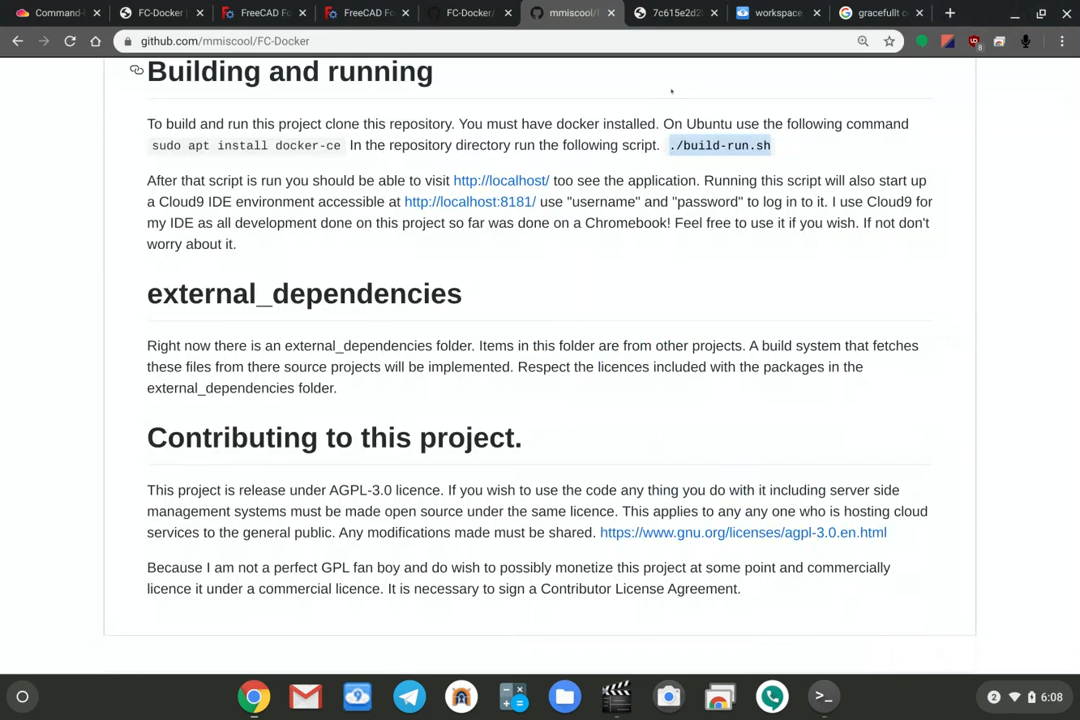 Command-
FC-Docker |
FreeCAD Fo
FreeCAD Fo
FC-Docker/
mmiscool/
7c615e2d2
workspace
gracefullt
github.com/mmiscool/FC-Docker
8
Building and running
To build and run this project clone this repository. You must have docker installed. On Ubuntu use the following command
sudo apt install docker-ce In the repository directory run the following script. ./build-run.sh
After that script is run you should be able to visit http://localhost/ too see the application. Running this script will also start up
a Cloud9 IDE environment accessible at http://localhost:8181/ use "username" and "password" to log in to it. I use Cloud9 for
my IDE as all development done on this project so far was done on a Chromebook! Feel free to use it if you wish. If not don't
worry about it.
external_dependencies
Right now there is an external_dependencies folder. Items in this folder are from other projects. A build system that fetches
these files from there source projects will be implemented. Respect the licences included with the packages in the
external_dependencies folder.
Contributing to this project.
This project is release under AGPL-3.0 licence. If you wish to use the code any thing you do with it including server side
management systems must be made open source under the same licence. This applies to any any one who is hosting cloud
services to the general public. Any modifications made must be shared. https://www.gnu.org/licenses/agpl-3.0.en.html
Because I am not a perfect GPL fan boy and do wish to possibly monetize this project at some point and commercially
licence it under a commercial licence. It is necessary to sign a Contributor License Agreement.
9
>_
2
6:08